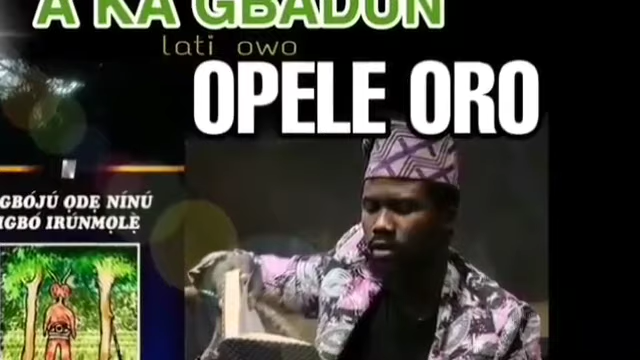 A KA GBADUN
lati owo
OPELE ORO
GBÓJÚ ỌDẸ NÍNÚ
IGBÓ IRÚNMỌLẸ̀